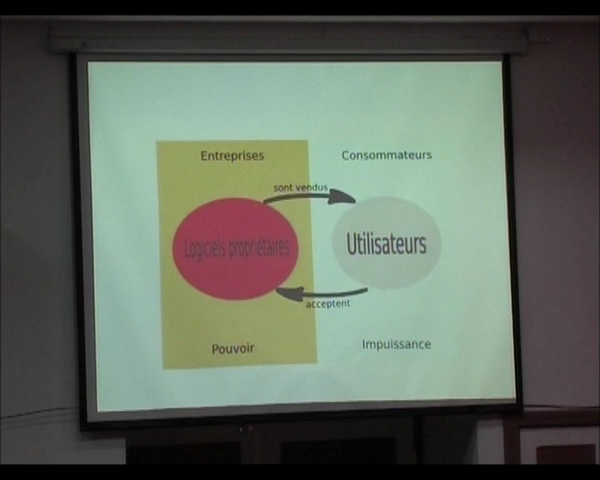 Entreprises
Consommateurs
sont vendus
Logiciels propriétaires
Utilisateurs
acceptent
Pouvoir
Impuissance